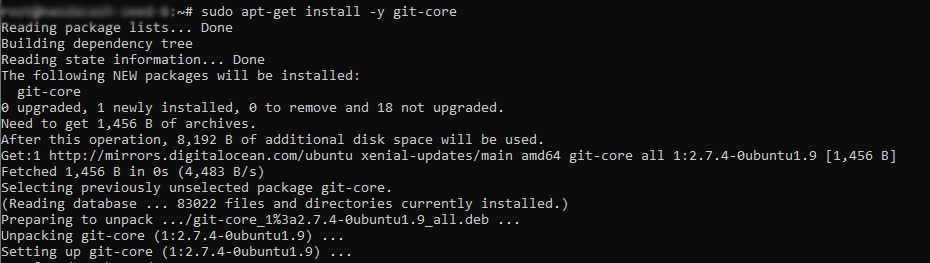 :~# sudo apt-get install -y git-core
Reading package lists... Done
Building dependency tree
Reading state information... Done
The following NEW packages will be installed:
  git-core
0 upgraded, 1 newly installed, 0 to remove and 18 not upgraded.
Need to get 1,456 B of archives.
After this operation, 8,192 B of additional disk space will be used.
Get:1 http://mirrors.digitalocean.com/ubuntu xenial-updates/main amd64 git-core all 1:2.7.4-0ubuntu1.9 [1,456 B]
Fetched 1,456 B in 0s (4,483 B/s)
Selecting previously unselected package git-core.
(Reading database ... 83022 files and directories currently installed.)
Preparing to unpack .../git-core_1%3a2.7.4-0ubuntu1.9_all.deb ...
Unpacking git-core (1:2.7.4-0ubuntu1.9) ...
Setting up git-core (1:2.7.4-0ubuntu1.9) ...